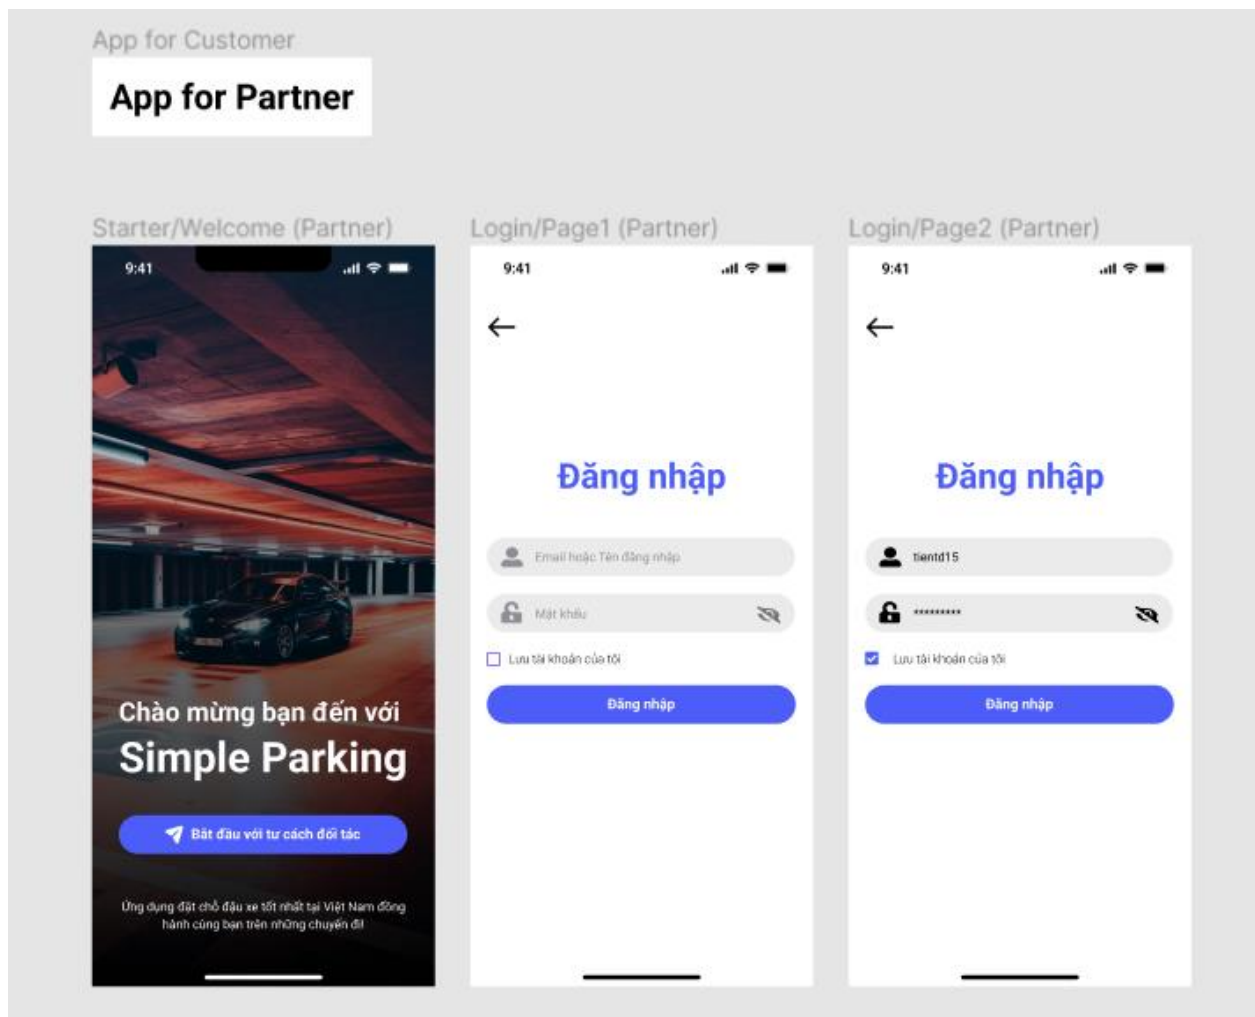 App for Customer
App for Partner
Starter/Welcome (Partner)
9:41
Chào mừng bạn đến với
Simple Parking
Bắt đầu với tư cách đối tác
Ứng dụng đặt chỗ đậu xe tốt nhất tại Việt Nam đồng
hành cùng bạn trên những chuyến đi!
Login/Page1 (Partner)
9:41
Đăng nhập
Email hoặc Tên đăng nhập
Mật khẩu
Lưu tài khoản của tôi
Đăng nhập
Login/Page2 (Partner)
9:41
Đăng nhập
tientd15
*********
Lưu tài khoản của tôi
Đăng nhập